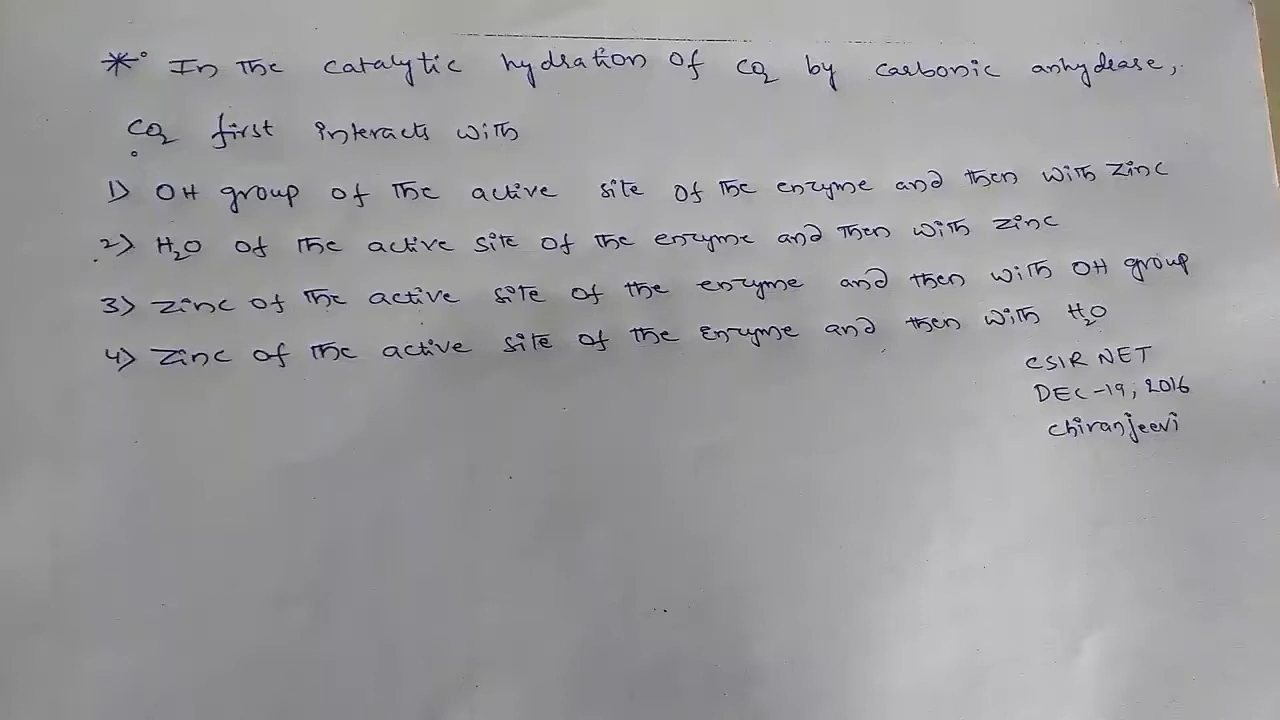 * In the catalytic hydration of CO2 by carbonic anhydrase,
CO2 first interacts with
1) OH group of the active site of the enzyme and then with zinc
2) H2O of the active site of the enzyme and then with zinc
3) zinc of the active site of the enzyme and then with OH group
4) zinc of the active site of the Enzyme and then with H2O
CSIR NET
DEC-19, 2016
chiranjeevi